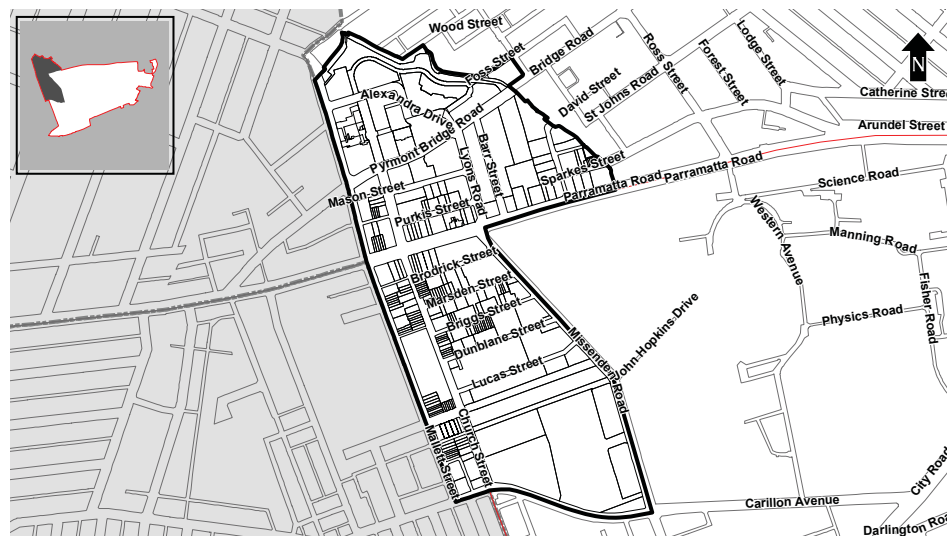 Wood Street
Foss Street
Bridge Road
Ross Street
Forest Street
Lodge Street
N
David Street
St Johns Road
Catherine Stree
Arundel Street
Alexandra Drive
Pyrmont Bridge Road
Lyons Road
Barr Street
Sparkes Street
Parramatta Road
Parramatta Road
Science Road
Mason Street
Purkis Street
Western Avenue
Manning Road
Fisher Road
Brodrick Street
Marsden Street
Briggs Street
Dunblane Street
Lucas Street
Missenden Road
John Hopkins Drive
Physics Road
Mallett Street
Church Street
Carillon Avenue
City Road
Darlington Roa